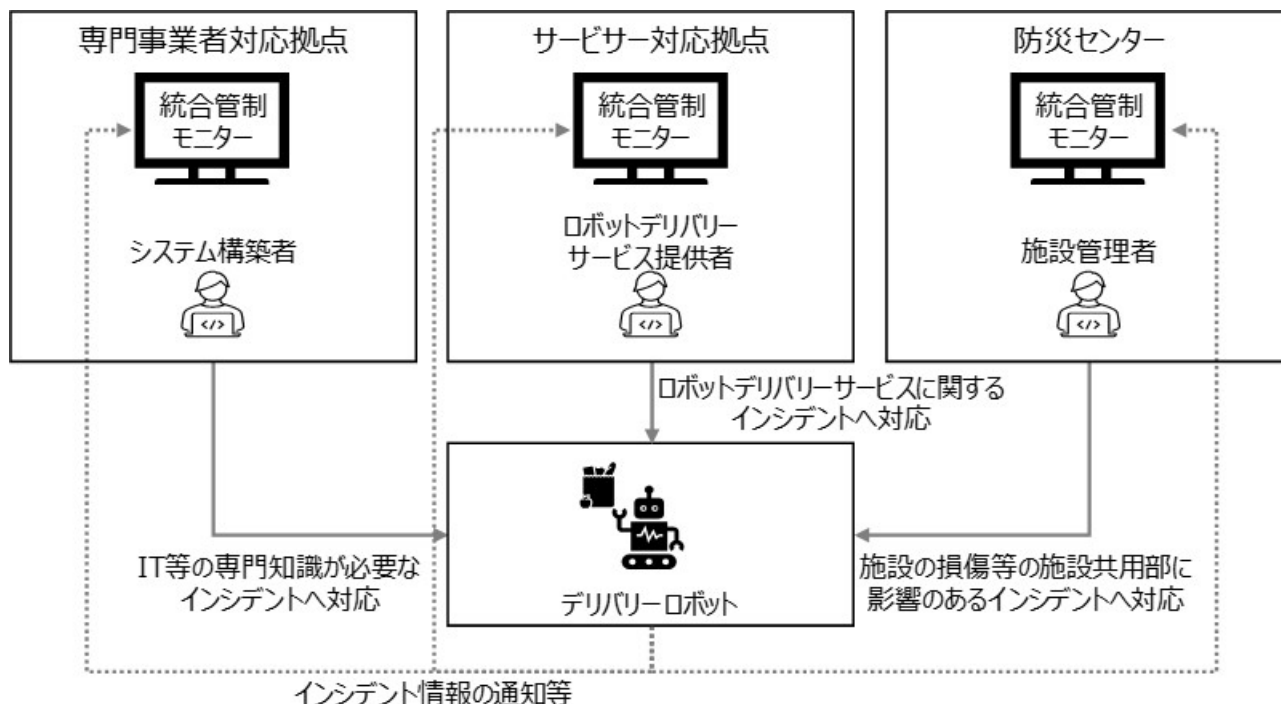 専門事業者対応拠点
統合管制
モニター
システム構築者
</>
サービサー対応拠点
統合管制
モニター
ロボットデリバリー
サービス提供者
</>
防災センター
統合管制
モニター
施設管理者
</>
ロボットデリバリーサービスに関する
インシデントへ対応
IT等の専門知識が必要な
インシデントへ対応
デリバリーロボット
施設の損傷等の施設共用部に
影響のあるインシデントへ対応
インシデント情報の通知等